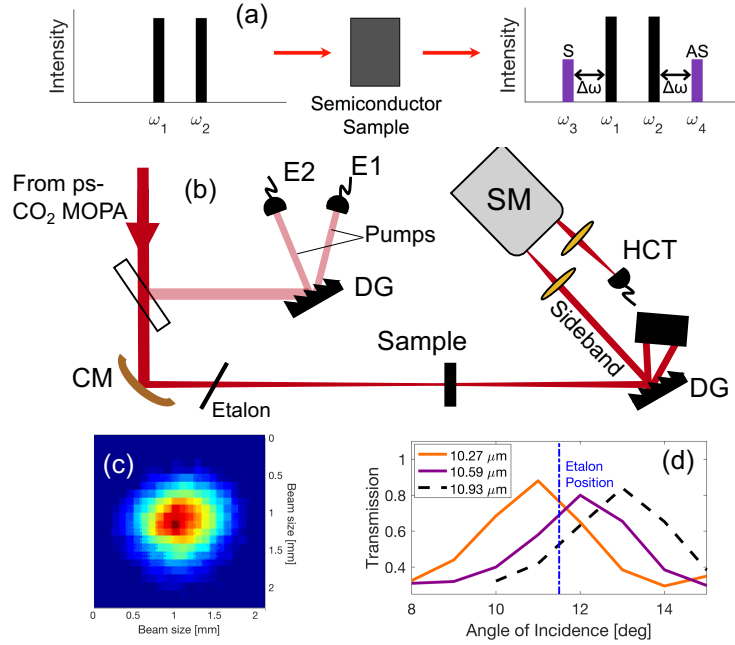 (a)
Intensity
ω1 ω2
Semiconductor
Sample
Intensity
S
AS
Δω
Δω
ω3 ω1 ω2 ω4
(b)
From ps-
CO2 MOPA
E2
E1
Pumps
DG
CM
Etalon
Sample
SM
HCT
Sideband
DG
(c)
0
0.5
1
1.5
2
Beam size [mm]
0 0.5 1 1.5 2
Beam size [mm]
(d)
10.27 μm
10.59 μm
10.93 μm
Etalon
Position
Transmission
1
0.8
0.6
0.4
8 10 12 14
Angle of Incidence [deg]